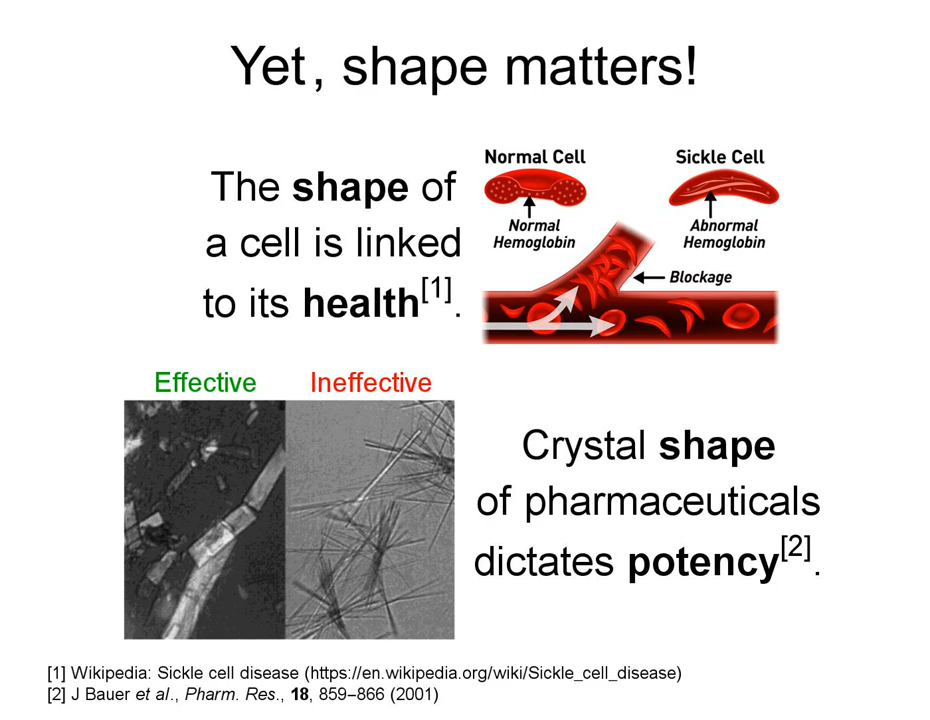 Yet, shape matters!
The shape of
a cell is linked
to its health[1].
Normal Cell
Sickle Cell
Normal
Hemoglobin
Abnormal
Hemoglobin
Blockage
Effective
Ineffective
Crystal shape
of pharmaceuticals
dictates potency[2].
[1] Wikipedia: Sickle cell disease (https://en.wikipedia.org/wiki/Sickle_cell_disease)
[2] J Bauer et al., Pharm. Res., 18, 859–866 (2001)